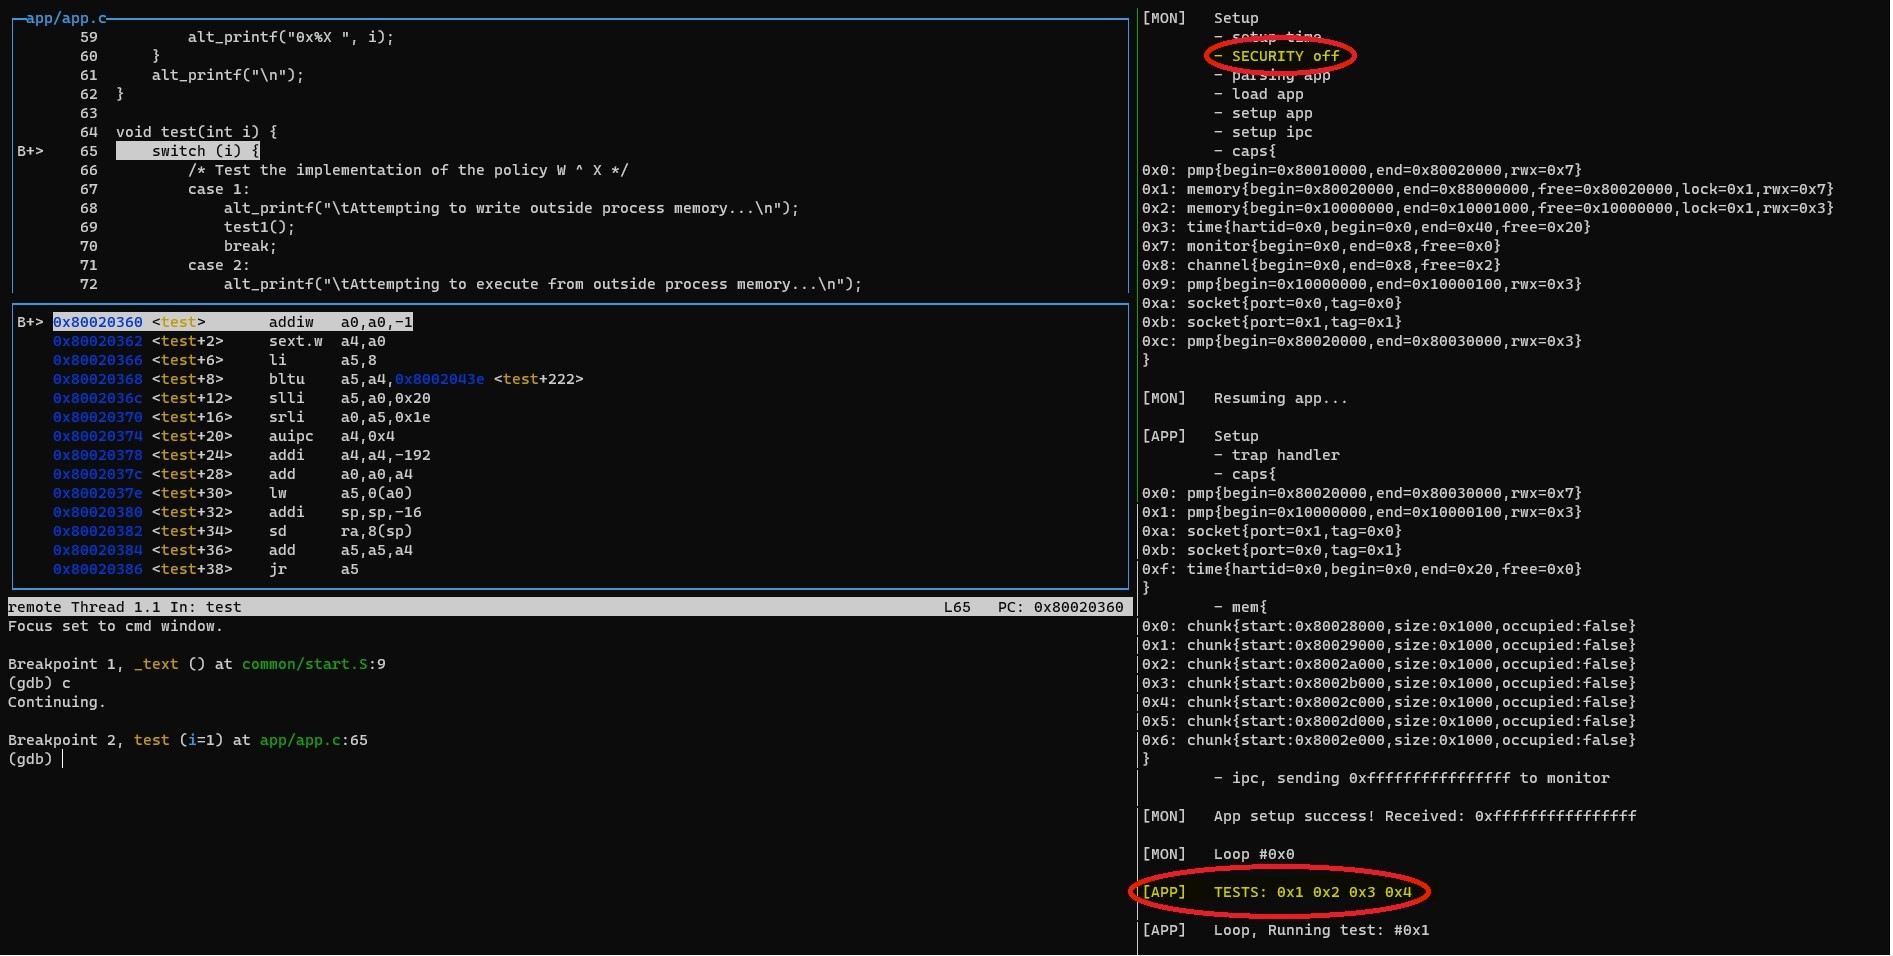 app/app.c
59 alt_printf("0x%X ", i);
60 }
61 alt_printf("\n");
62 }
63
64 void test(int i) {
B+> 65 switch (i) {
66 /* Test the implementation of the policy W ^ X */
67 case 1:
68 alt_printf("\tAttempting to write outside process memory...\n");
69 test1();
70 break;
71 case 2:
72 alt_printf("\tAttempting to execute from outside process memory...\n");
B+> 0x80020360 <test> addiw a0,a0,-1
0x80020362 <test+2> sext.w a4,a0
0x80020366 <test+6> li a5,8
0x80020368 <test+8> bltu a5,a4,0x8002043e <test+222>
0x8002036c <test+12> slli a5,a0,0x20
0x80020370 <test+16> srli a0,a5,0x1e
0x80020374 <test+20> auipc a4,0x4
0x80020378 <test+24> addi a4,a4,-192
0x8002037c <test+28> add a0,a0,a4
0x8002037e <test+30> lw a5,0(a0)
0x80020380 <test+32> addi sp,sp,-16
0x80020382 <test+34> sd ra,8(sp)
0x80020384 <test+36> add a5,a5,a4
0x80020386 <test+38> jr a5
remote Thread 1.1 In: test L65 PC: 0x80020360
Focus set to cmd window.
Breakpoint 1, _text () at common/start.S:9
(gdb) c
Continuing.
Breakpoint 2, test (i=1) at app/app.c:65
(gdb)
[MON] Setup
- setup time
- SECURITY off
- parsing app
- load app
- setup app
- setup ipc
- caps{
0x0: pmp{begin=0x80010000,end=0x80020000,rwx=0x7}
0x1: memory{begin=0x80020000,end=0x88000000,free=0x80020000,lock=0x1,rwx=0x7}
0x2: memory{begin=0x10000000,end=0x10001000,free=0x10000000,lock=0x1,rwx=0x3}
0x3: time{hartid=0x0,begin=0x0,end=0x40,free=0x20}
0x7: monitor{begin=0x0,end=0x8,free=0x0}
0x8: channel{begin=0x0,end=0x8,free=0x2}
0x9: pmp{begin=0x10000000,end=0x10000100,rwx=0x3}
0xa: socket{port=0x0,tag=0x0}
0xb: socket{port=0x1,tag=0x1}
0xc: pmp{begin=0x80020000,end=0x80030000,rwx=0x3}
}
[MON] Resuming app...
[APP] Setup
- trap handler
- caps{
0x0: pmp{begin=0x80020000,end=0x80030000,rwx=0x7}
0x1: pmp{begin=0x10000000,end=0x10000100,rwx=0x3}
0xa: socket{port=0x1,tag=0x0}
0xb: socket{port=0x0,tag=0x1}
0xf: time{hartid=0x0,begin=0x0,end=0x20,free=0x0}
}
- mem{
0x0: chunk{start:0x80028000,size:0x1000,occupied:false}
0x1: chunk{start:0x80029000,size:0x1000,occupied:false}
0x2: chunk{start:0x8002a000,size:0x1000,occupied:false}
0x3: chunk{start:0x8002b000,size:0x1000,occupied:false}
0x4: chunk{start:0x8002c000,size:0x1000,occupied:false}
0x5: chunk{start:0x8002d000,size:0x1000,occupied:false}
0x6: chunk{start:0x8002e000,size:0x1000,occupied:false}
}
- ipc, sending 0xffffffffffffffff to monitor
[MON] App setup success! Received: 0xffffffffffffffff
[MON] Loop #0x0
[APP] TESTS: 0x1 0x2 0x3 0x4
[APP] Loop, Running test: #0x1